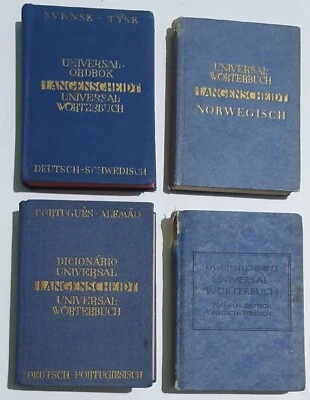 SVENSK - TYSK
UNIVERSAL-
ORDBOK
LANGENSCHEIDT
UNIVERSAL
WÖRTERBUCH
DEUTSCH-SCHWEDISCH
UNIVERSAL
WÖRTERBUCH
LANGENSCHEIDT
NORWEGISCH
PORTUGUÊS-ALEMÃO
DICIONÁRIO
UNIVERSAL
LANGENSCHEIDT
UNIVERSAL
WÖRTERBUCH
DEUTSCH-PORTUGIESISCH
LANGENSCHEIDTS
UNIVERSAL
WÖRTERBUCH